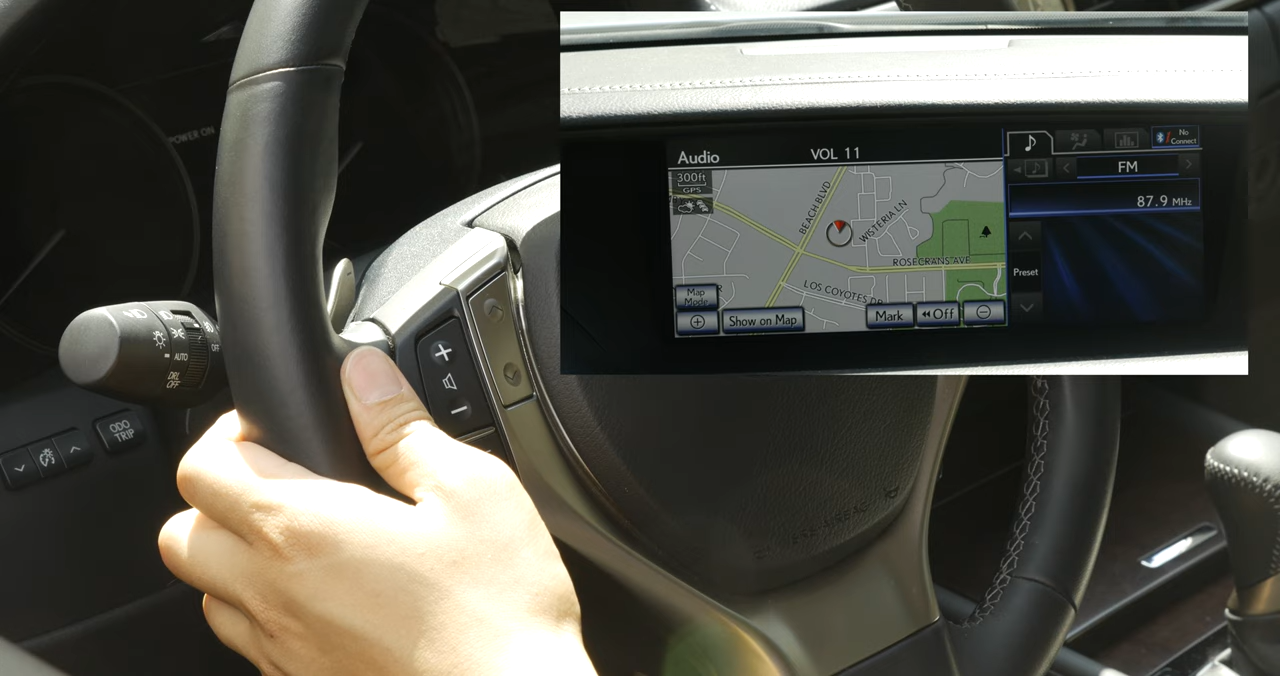 POWER ON
AUTO
OFF
DRL
OFF
ODO
TRIP
+
−
Audio
VOL 11
No
Connect
300ft
GPS
FM
87.9 MHz
BEACH BLVD
WISTERIA LN
ROSECRANS AVE
LOS COYOTES DR
Preset
Map
Mode
Show on Map
Mark
Off